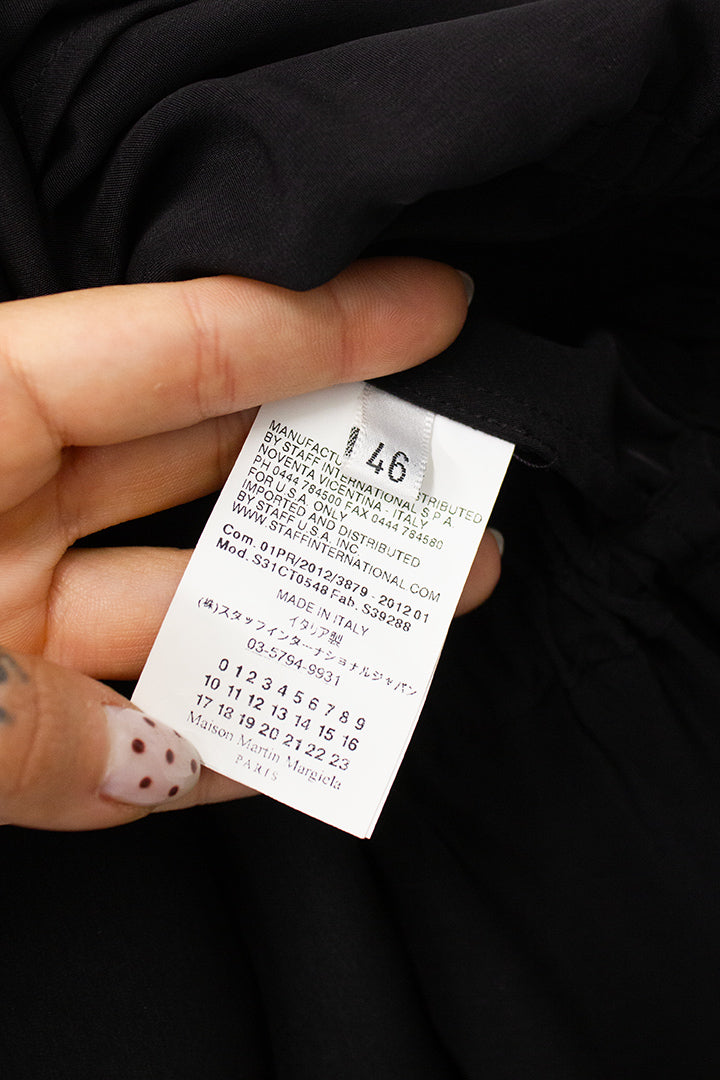 I 46
MANUFACTU STRIBUTED
BY STAFF INTERNATIONAL S.P.A.
NOVENTA VICENTINA - ITALY
PH 0444 784500 FAX 0444 784580
FOR U.S.A. ONLY
IMPORTED AND DISTRIBUTED
BY STAFF U.S.A. INC.
WWW.STAFFINTERNATIONAL.COM
Com. 01PR/2012/3879 - 2012 01
Mod. S31CT0548 Fab. S39288
MADE IN ITALY
イタリア製
(株)スタッフインターナショナルジャパン
03-5794-9931
0 1 2 3 4 5 6 7 8 9
10 11 12 13 14 15 16
17 18 19 20 21 22 23
Maison Martin Margiela
PARIS